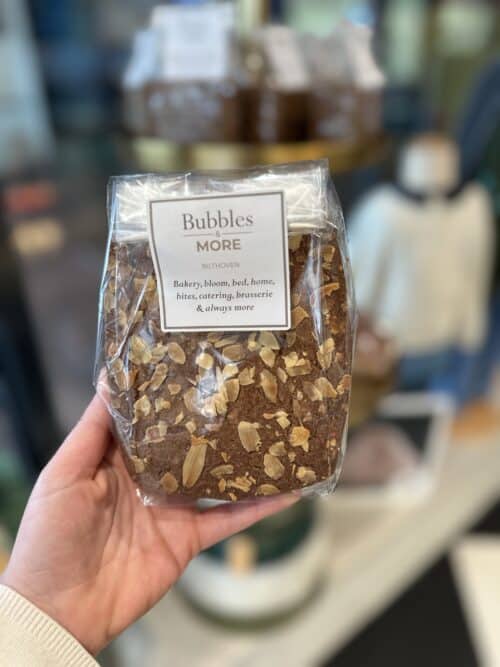 Bubbles
&
MORE
BILTHOVEN
Bakery, bloom, bed, home,
bites, catering, brasserie
& always more